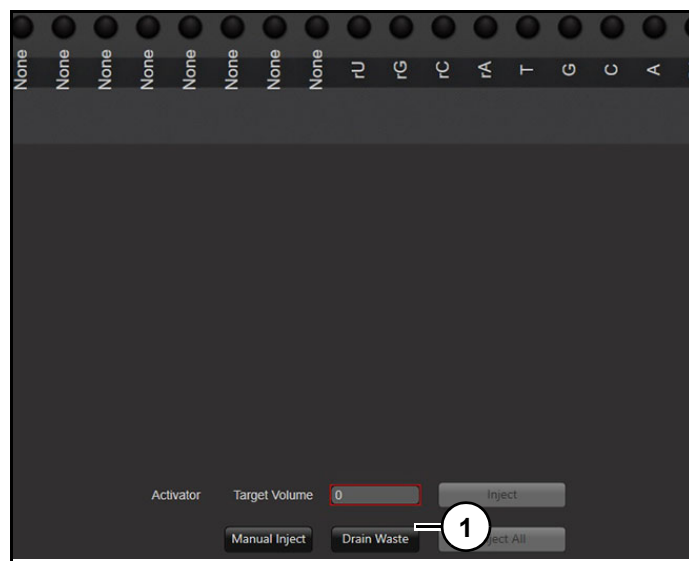 None None None None None None None None rU rG rC rA T G C A
Activator Target Volume 0 Inject
Manual Inject Drain Waste 1 ject All